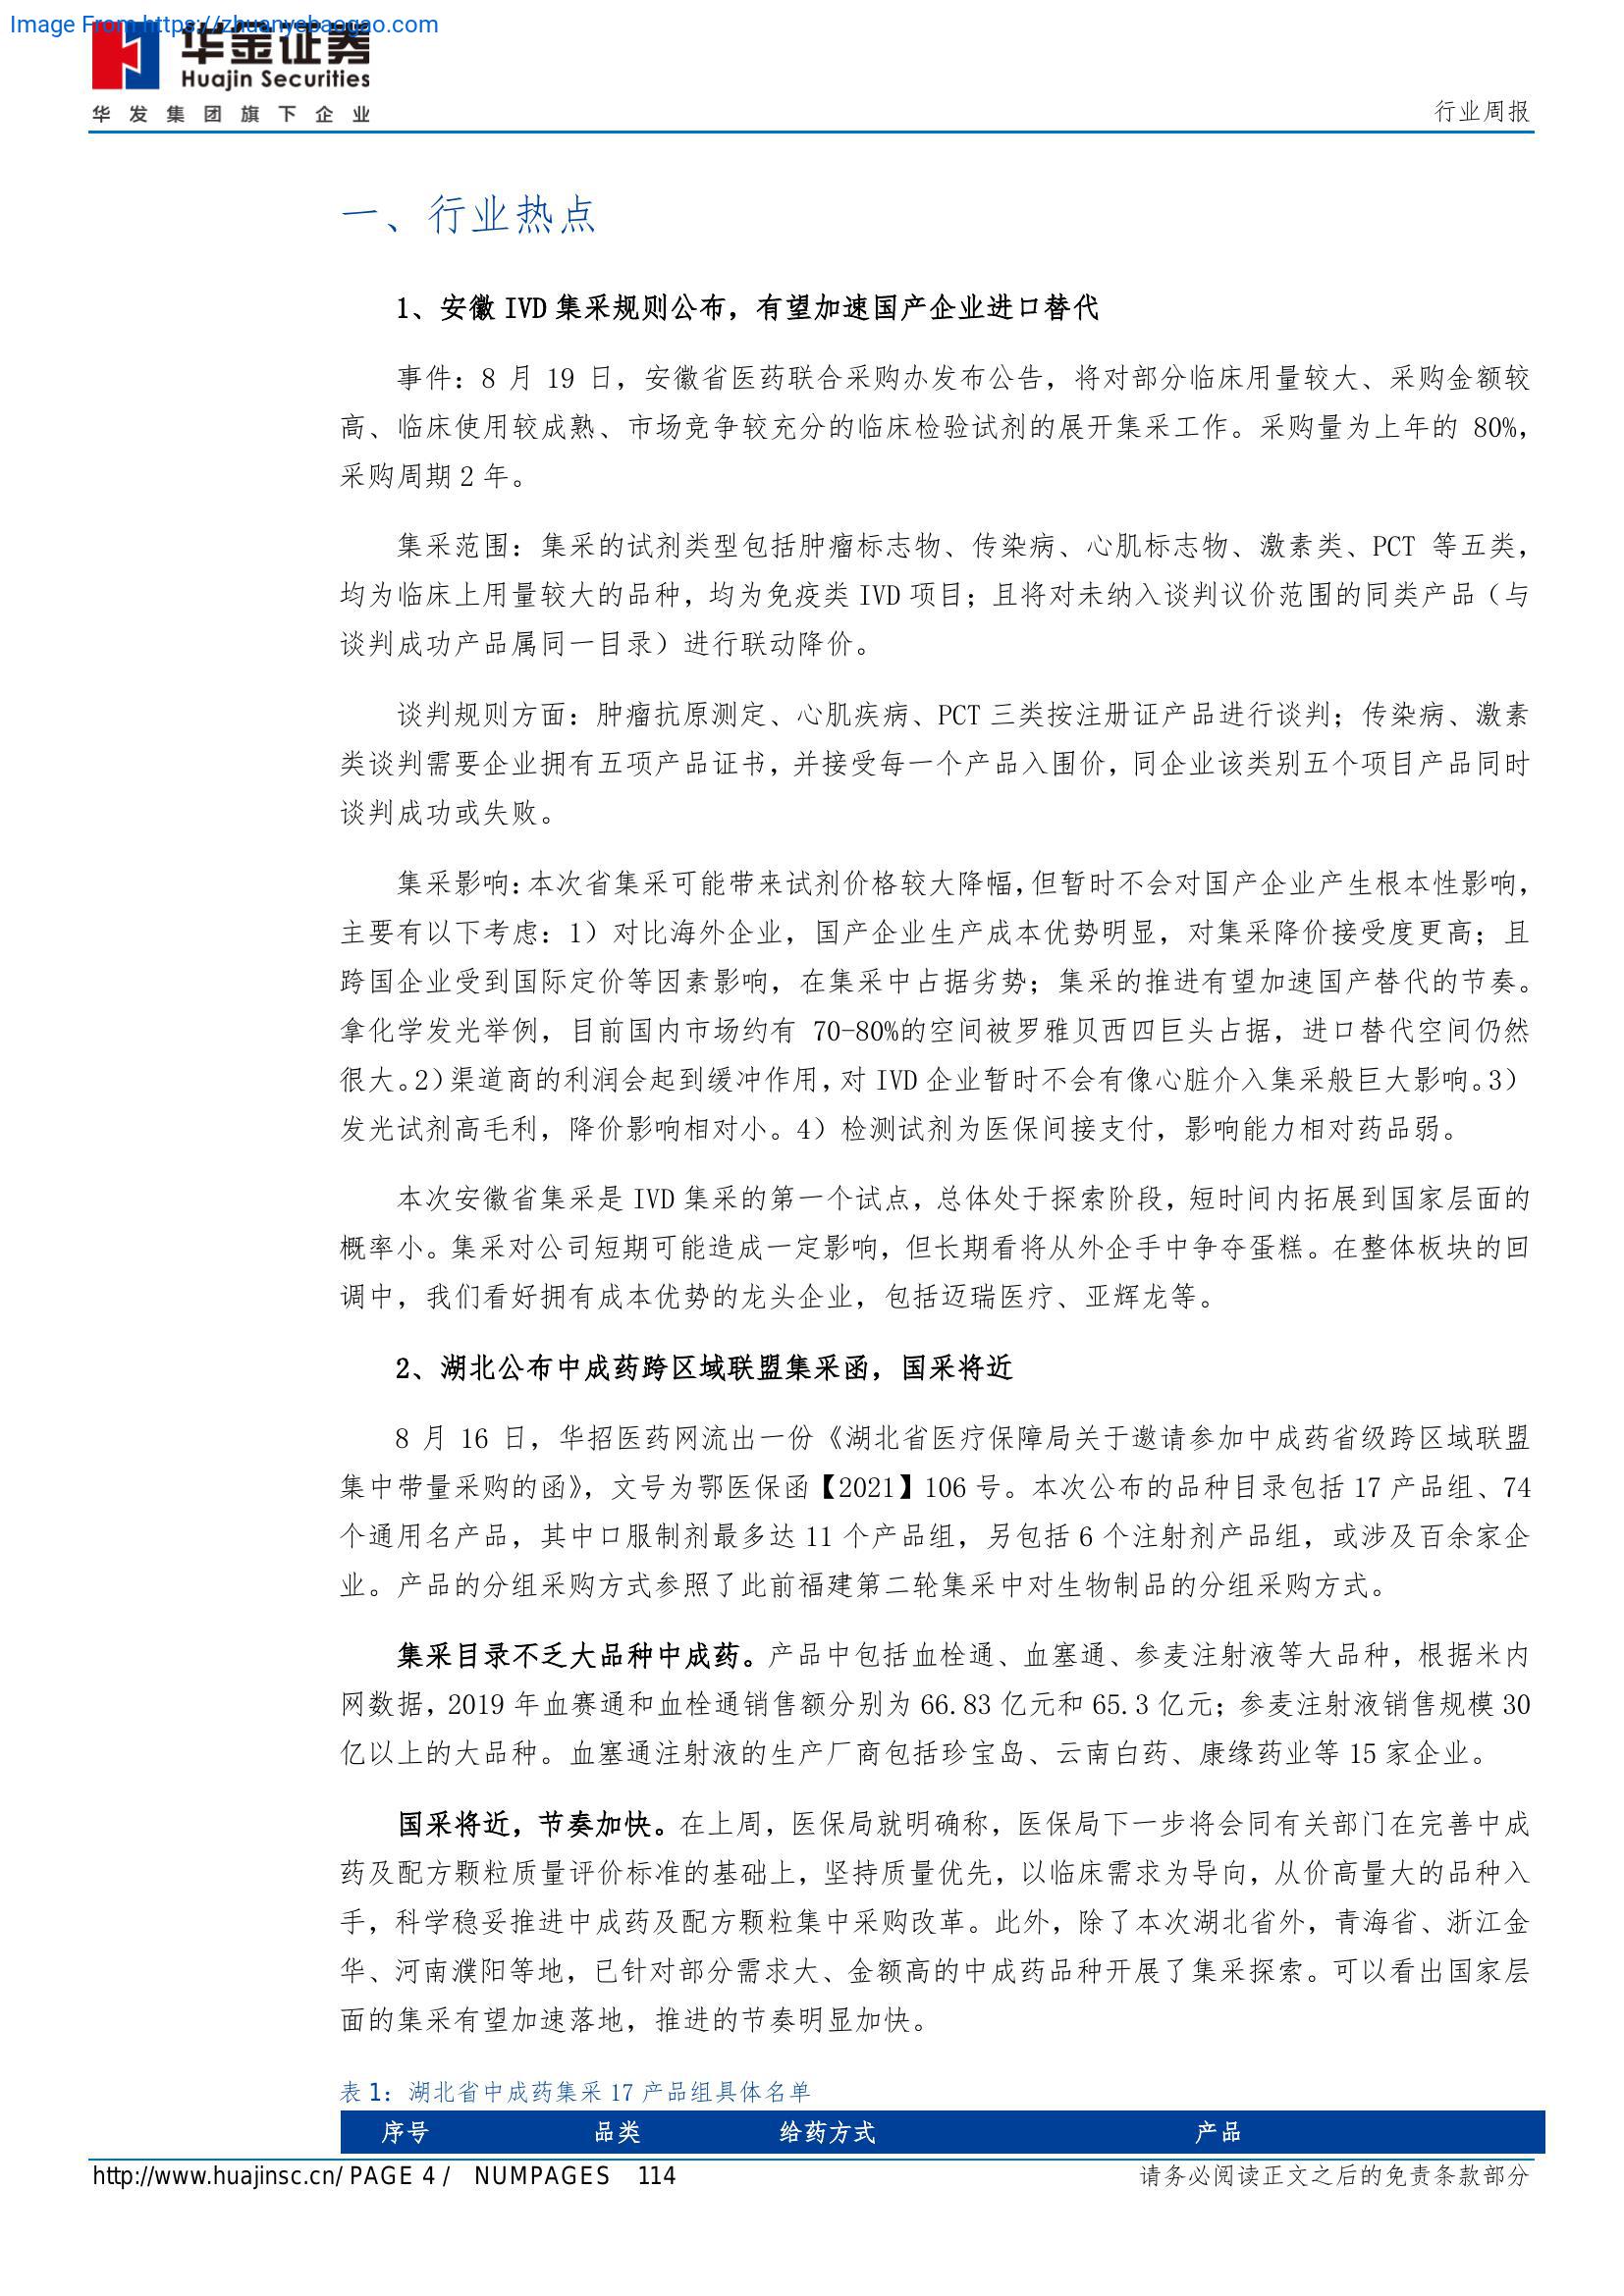 Image From https://zhuanyebaogao.com
华金证券
Huajin Securities
华发集团旗下企业
行业周报
一、行业热点
1、安徽 IVD 集采规则公布，有望加速国产企业进口替代
事件：8 月 19 日，安徽省医药联合采购办发布公告，将对部分临床用量较大、采购金额较
高、临床使用较成熟、市场竞争较充分的临床检验试剂的展开集采工作。采购量为上年的 80%，
采购周期 2 年。
集采范围：集采的试剂类型包括肿瘤标志物、传染病、心肌标志物、激素类、PCT 等五类，
均为临床上用量较大的品种，均为免疫类 IVD 项目；且将对未纳入谈判议价范围的同类产品（与
谈判成功产品属同一目录）进行联动降价。
谈判规则方面：肿瘤抗原测定、心肌疾病、PCT 三类按注册证产品进行谈判；传染病、激素
类谈判需要企业拥有五项产品证书，并接受每一个产品入围价，同企业该类别五个项目产品同时
谈判成功或失败。
集采影响：本次省集采可能带来试剂价格较大降幅，但暂时不会对国产企业产生根本性影响，
主要有以下考虑：1）对比海外企业，国产企业生产成本优势明显，对集采降价接受度更高；且
跨国企业受到国际定价等因素影响，在集采中占据劣势；集采的推进有望加速国产替代的节奏。
拿化学发光举例，目前国内市场约有 70-80%的空间被罗雅贝西四巨头占据，进口替代空间仍然
很大。2）渠道商的利润会起到缓冲作用，对 IVD 企业暂时不会有像心脏介入集采般巨大影响。3）
发光试剂高毛利，降价影响相对小。4）检测试剂为医保间接支付，影响能力相对药品弱。
本次安徽省集采是 IVD 集采的第一个试点，总体处于探索阶段，短时间内拓展到国家层面的
概率小。集采对公司短期可能造成一定影响，但长期看将从外企手中争夺蛋糕。在整体板块的回
调中，我们看好拥有成本优势的龙头企业，包括迈瑞医疗、亚辉龙等。
2、湖北公布中成药跨区域联盟集采函，国采将近
8 月 16 日，华招医药网流出一份《湖北省医疗保障局关于邀请参加中成药省级跨区域联盟
集中带量采购的函》，文号为鄂医保函【2021】106 号。本次公布的品种目录包括 17 产品组、74
个通用名产品，其中口服制剂最多达 11 个产品组，另包括 6 个注射剂产品组，或涉及百余家企
业。产品的分组采购方式参照了此前福建第二轮集采中对生物制品的分组采购方式。
集采目录不乏大品种中成药。产品中包括血栓通、血塞通、参麦注射液等大品种，根据米内
网数据，2019 年血赛通和血栓通销售额分别为 66.83 亿元和 65.3 亿元；参麦注射液销售规模 30
亿以上的大品种。血塞通注射液的生产厂商包括珍宝岛、云南白药、康缘药业等 15 家企业。
国采将近，节奏加快。在上周，医保局就明确称，医保局下一步将会同有关部门在完善中成
药及配方颗粒质量评价标准的基础上，坚持质量优先，以临床需求为导向，从价高量大的品种入
手，科学稳妥推进中成药及配方颗粒集中采购改革。此外，除了本次湖北省外，青海省、浙江金
华、河南濮阳等地，已针对部分需求大、金额高的中成药品种开展了集采探索。可以看出国家层
面的集采有望加速落地，推进的节奏明显加快。
表 1：湖北省中成药集采 17 产品组具体名单
序号 品类 给药方式 产品
http://www.huajinsc.cn/ PAGE 4 / NUMPAGES 114
请务必阅读正文之后的免责条款部分